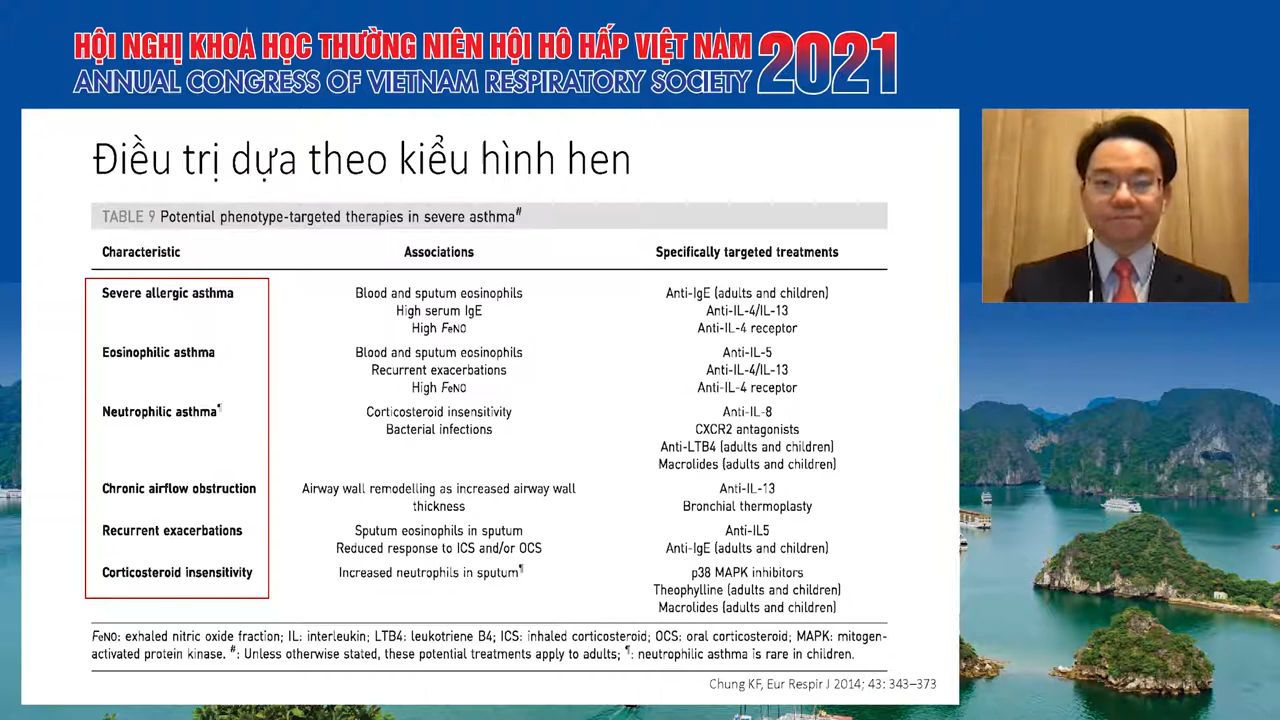 HỘI NGHỊ KHOA HỌC THƯỜNG NIÊN HỘI HÔ HẤP VIỆT NAM 2021
ANNUAL CONGRESS OF VIETNAM RESPIRATORY SOCIETY
Điều trị dựa theo kiểu hình hen
TABLE 9 Potential phenotype-targeted therapies in severe asthma#
Characteristic Associations Specifically targeted treatments
Severe allergic asthma Blood and sputum eosinophils Anti-IgE (adults and children)
High serum IgE Anti-IL-4/IL-13
High FeNO Anti-IL-4 receptor
Eosinophilic asthma Blood and sputum eosinophils Anti-IL-5
Recurrent exacerbations Anti-IL-4/IL-13
High FeNO Anti-IL-4 receptor
Neutrophilic asthma¶ Corticosteroid insensitivity Anti-IL-8
Bacterial infections CXCR2 antagonists
Anti-LTB4 (adults and children)
Macrolides (adults and children)
Chronic airflow obstruction Airway wall remodelling as increased airway wall Anti-IL-13
thickness Bronchial thermoplasty
Recurrent exacerbations Sputum eosinophils in sputum Anti-IL5
Reduced response to ICS and/or OCS Anti-IgE (adults and children)
Corticosteroid insensitivity Increased neutrophils in sputum¶ p38 MAPK inhibitors
Theophylline (adults and children)
Macrolides (adults and children)
FeNO: exhaled nitric oxide fraction; IL: interleukin; LTB4: leukotriene B4; ICS: inhaled corticosteroid; OCS: oral corticosteroid; MAPK: mitogen-
activated protein kinase. #: Unless otherwise stated, these potential treatments apply to adults; ¶: neutrophilic asthma is rare in children.
Chung KF, Eur Respir J 2014; 43: 343–373